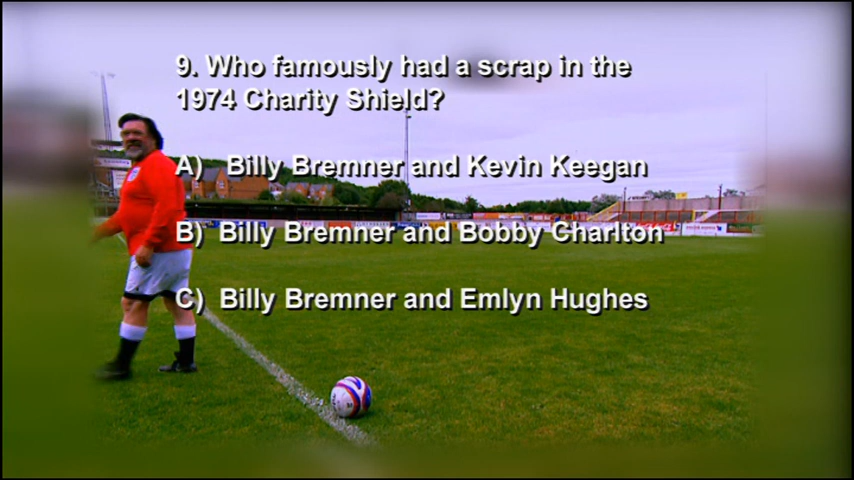 9. Who famously had a scrap in the
1974 Charity Shield?
A) Billy Bremner and Kevin Keegan
B) Billy Bremner and Bobby Charlton
C) Billy Bremner and Emlyn Hughes